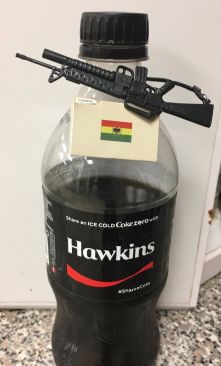 Share an ICE COLD Coke zero with
Hawkins
#ShareaCoke